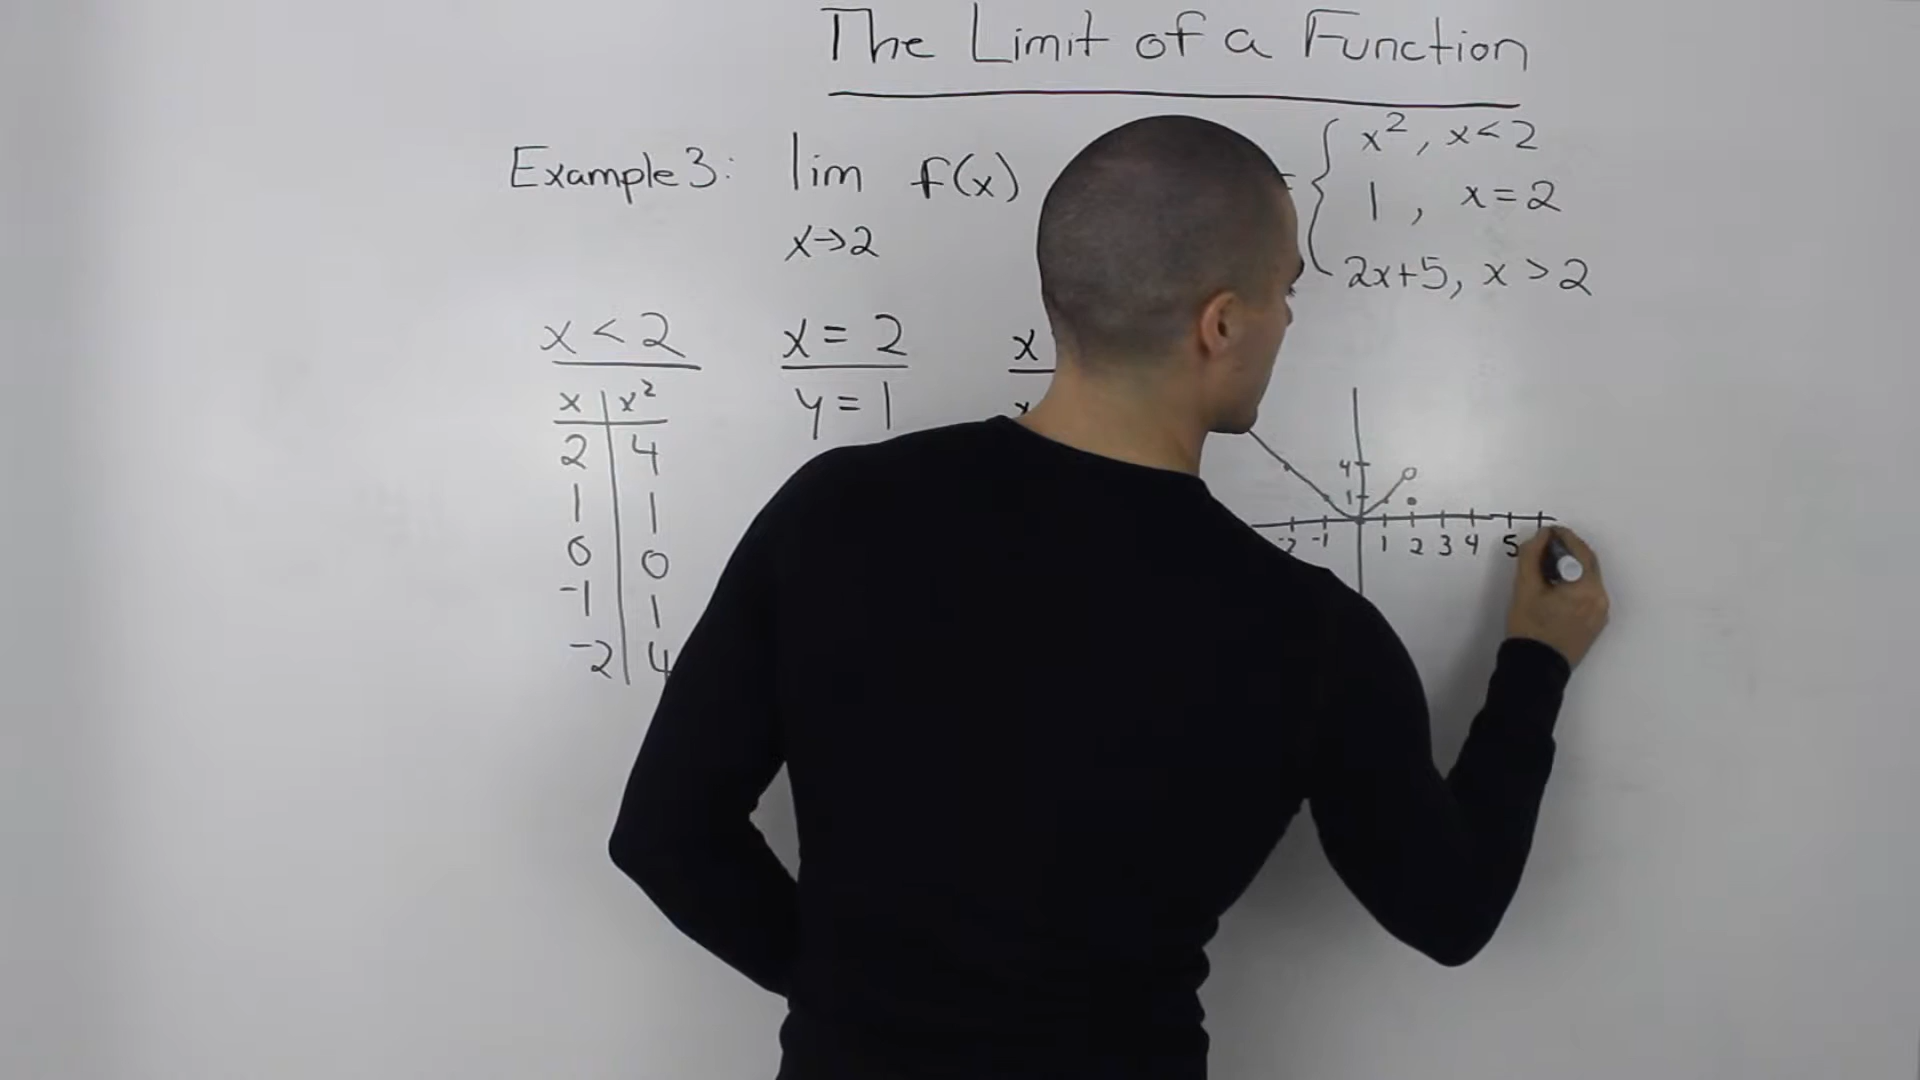 The Limit of a Function
Example 3: lim f(x) = { x², x<2
x→2
1, x=2
2x+5, x>2
x < 2
x | x²
2 | 4
1 | 1
0 | 0
-1 | 1
-2 | 4
x = 2
y = 1
x
x
4
1
-2 -1 1 2 3 4 5